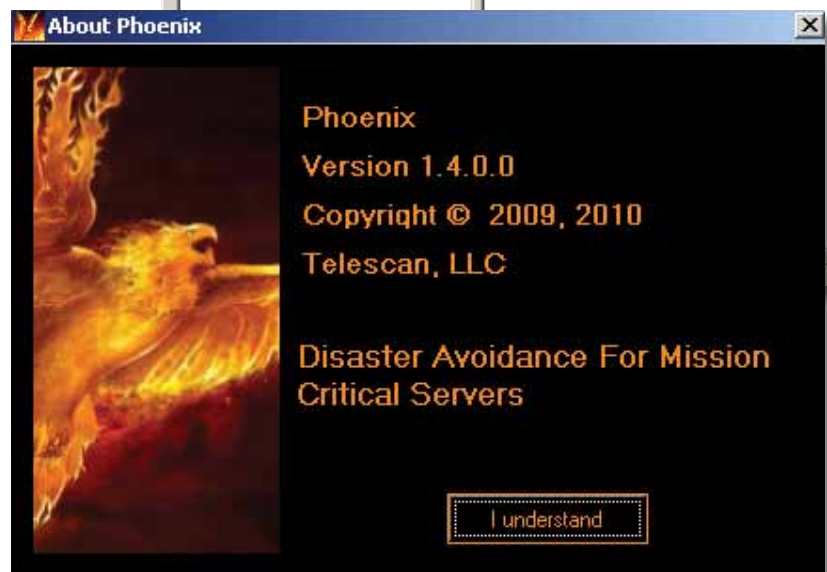 About Phoenix
Phoenix
Version 1.4.0.0
Copyright © 2009, 2010
Telescan, LLC
Disaster Avoidance For Mission
Critical Servers
I understand